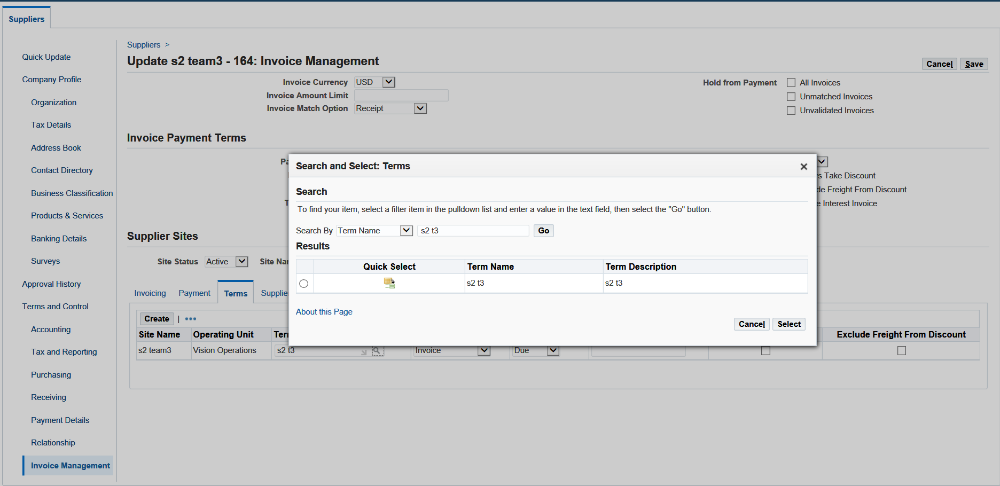 Suppliers
Suppliers >
Update s2 team3 - 164: Invoice Management
Cancel Save
Quick Update
Company Profile
Organization
Tax Details
Address Book
Contact Directory
Business Classification
Products & Services
Banking Details
Surveys
Approval History
Terms and Control
Accounting
Tax and Reporting
Purchasing
Receiving
Payment Details
Relationship
Invoice Management
Invoice Currency USD
Invoice Amount Limit
Invoice Match Option Receipt
Hold from Payment All Invoices
Unmatched Invoices
Unvalidated Invoices
Invoice Payment Terms
Take Discount
Freight From Discount
Interest Invoice
Supplier Sites
Site Status Active Site
Invoicing Payment Terms
Create | •••
Site Name Operating Unit Exclude Freight From Discount
s2 team3 Vision Operations s2 t3 Invoice Due
Search and Select: Terms
Search
To find your item, select a filter item in the pulldown list and enter a value in the text field, then select the "Go" button.
Search By Term Name s2 t3 Go
Results
Quick Select Term Name Term Description
s2 t3 s2 t3
About this Page
Cancel Select